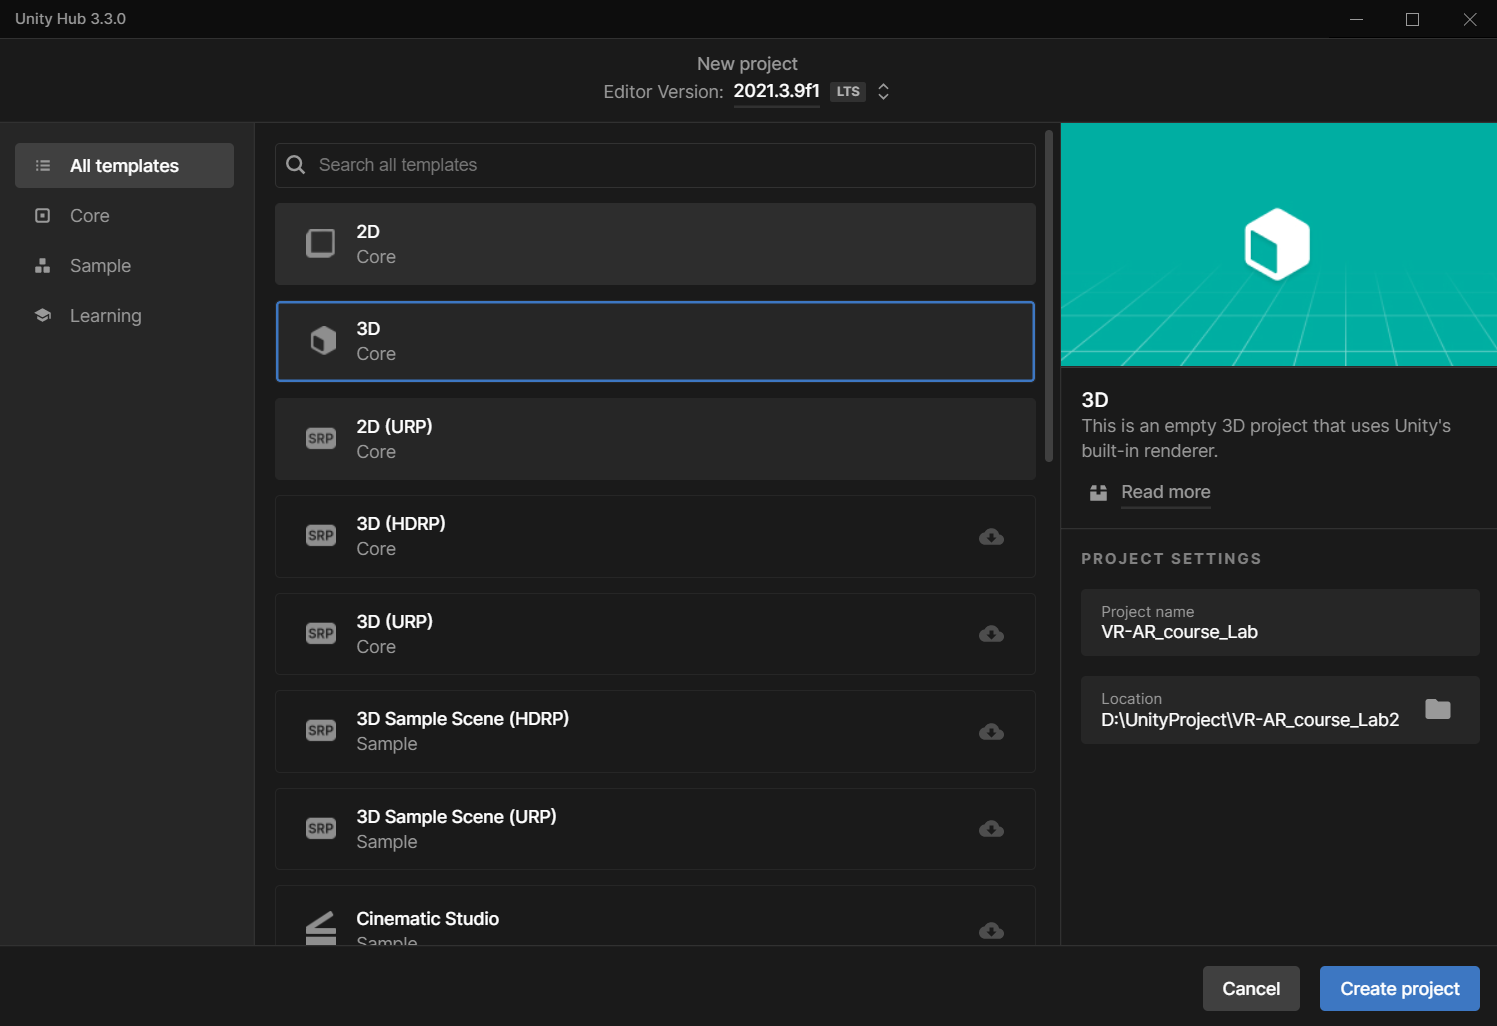 Unity Hub 3.3.0
New project
Editor Version: 2021.3.9f1 LTS
All templates
Core
Sample
Learning
Search all templates
2D
Core
3D
Core
SRP
2D (URP)
Core
SRP
3D (HDRP)
Core
SRP
3D (URP)
Core
SRP
3D Sample Scene (HDRP)
Sample
SRP
3D Sample Scene (URP)
Sample
Cinematic Studio
Sample
3D
This is an empty 3D project that uses Unity's
built-in renderer.
Read more
PROJECT SETTINGS
Project name
VR-AR_course_Lab
Location
D:\UnityProject\VR-AR_course_Lab2
Cancel
Create project